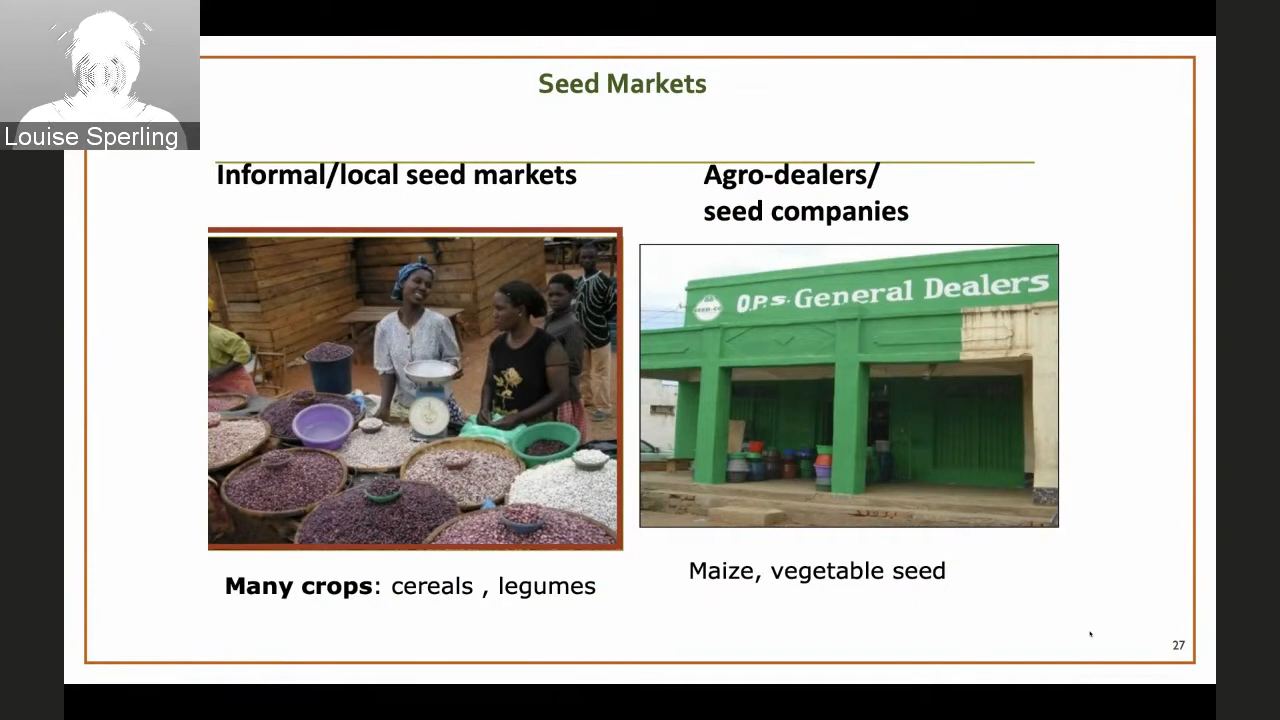 Louise Sperling
Seed Markets
Informal/local seed markets
Agro-dealers/
seed companies
O.P.S. General Dealers
Many crops: cereals , legumes
Maize, vegetable seed
27